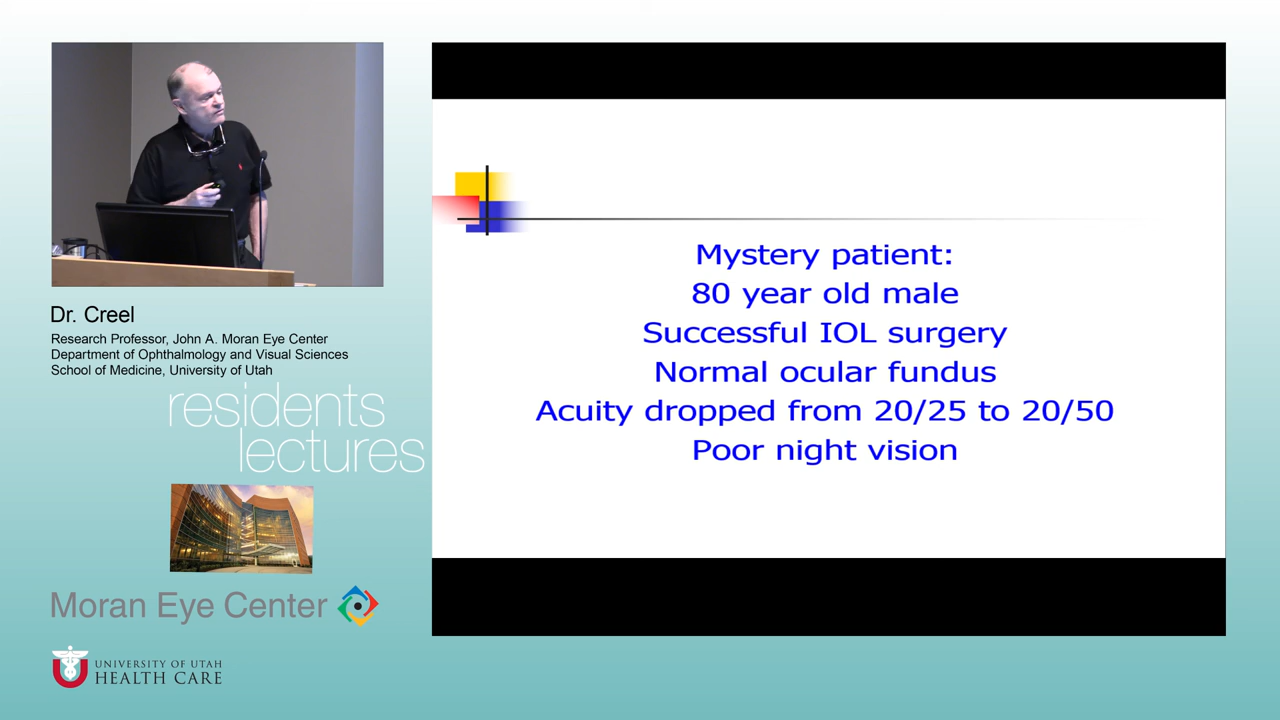 Dr. Creel
Research Professor, John A. Moran Eye Center
Department of Ophthalmology and Visual Sciences
School of Medicine, University of Utah
residents
lectures
Moran Eye Center
UNIVERSITY OF UTAH
HEALTH CARE
Mystery patient:
80 year old male
Successful IOL surgery
Normal ocular fundus
Acuity dropped from 20/25 to 20/50
Poor night vision